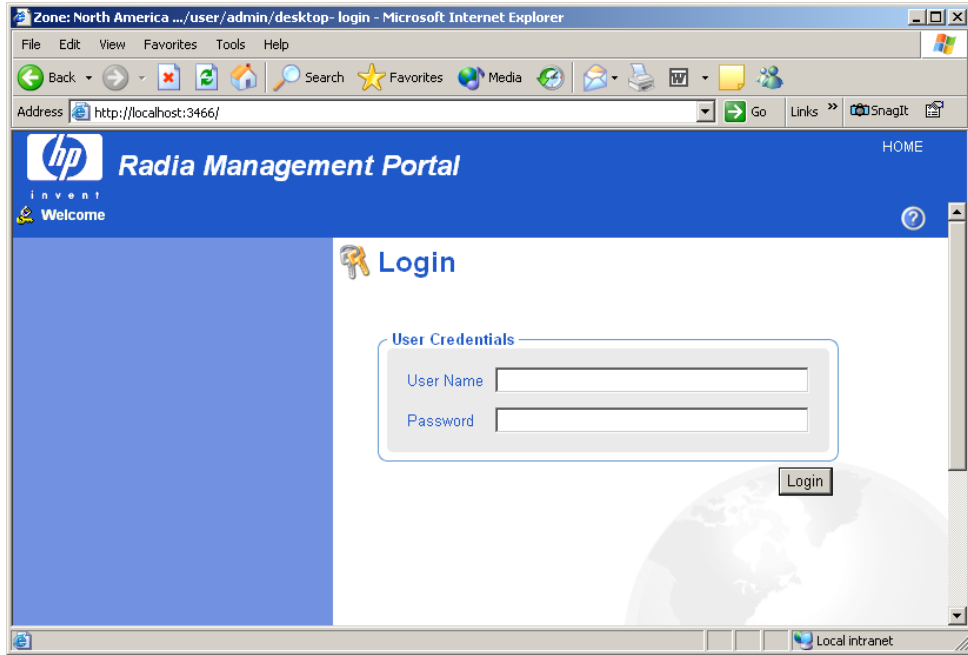 Zone: North America .../user/admin/desktop- login - Microsoft Internet Explorer
File Edit View Favorites Tools Help
Back Search Favorites Media W
Address http://localhost:3466/ Go Links » SnagIt
hp
invent
Radia Management Portal
HOME
Welcome
?
Login
User Credentials
User Name
Password
Login
Local intranet